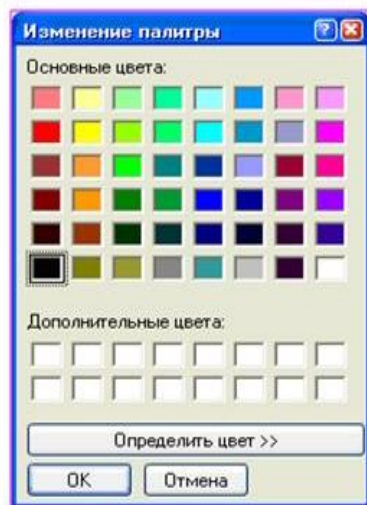 Изменение палитры
Основные цвета:
Дополнительные цвета:
Определить цвет >>
OK
Отмена